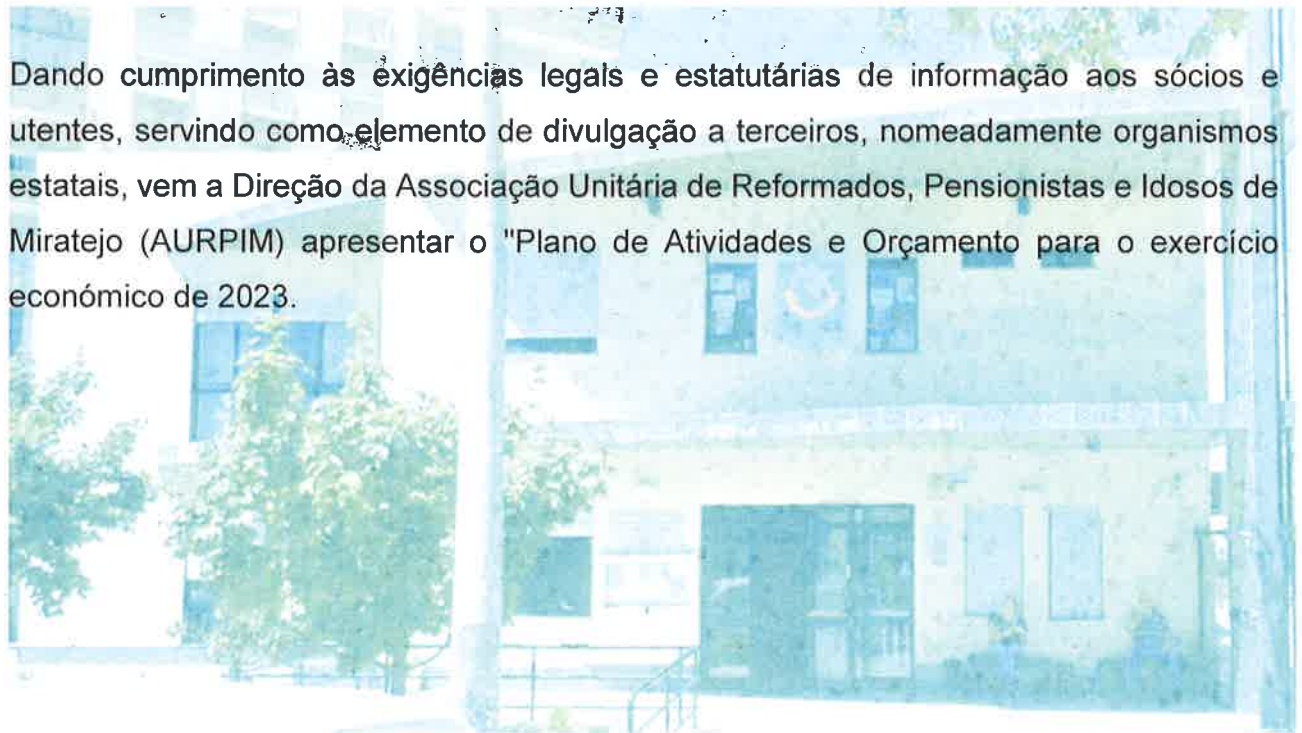 Dando cumprimento às exigências legais e estatutárias de informação aos sócios e
utentes, servindo como elemento de divulgação a terceiros, nomeadamente organismos
estatais, vem a Direção da Associação Unitária de Reformados, Pensionistas e Idosos de
Miratejo (AURPIM) apresentar o "Plano de Atividades e Orçamento para o exercício
económico de 2023.